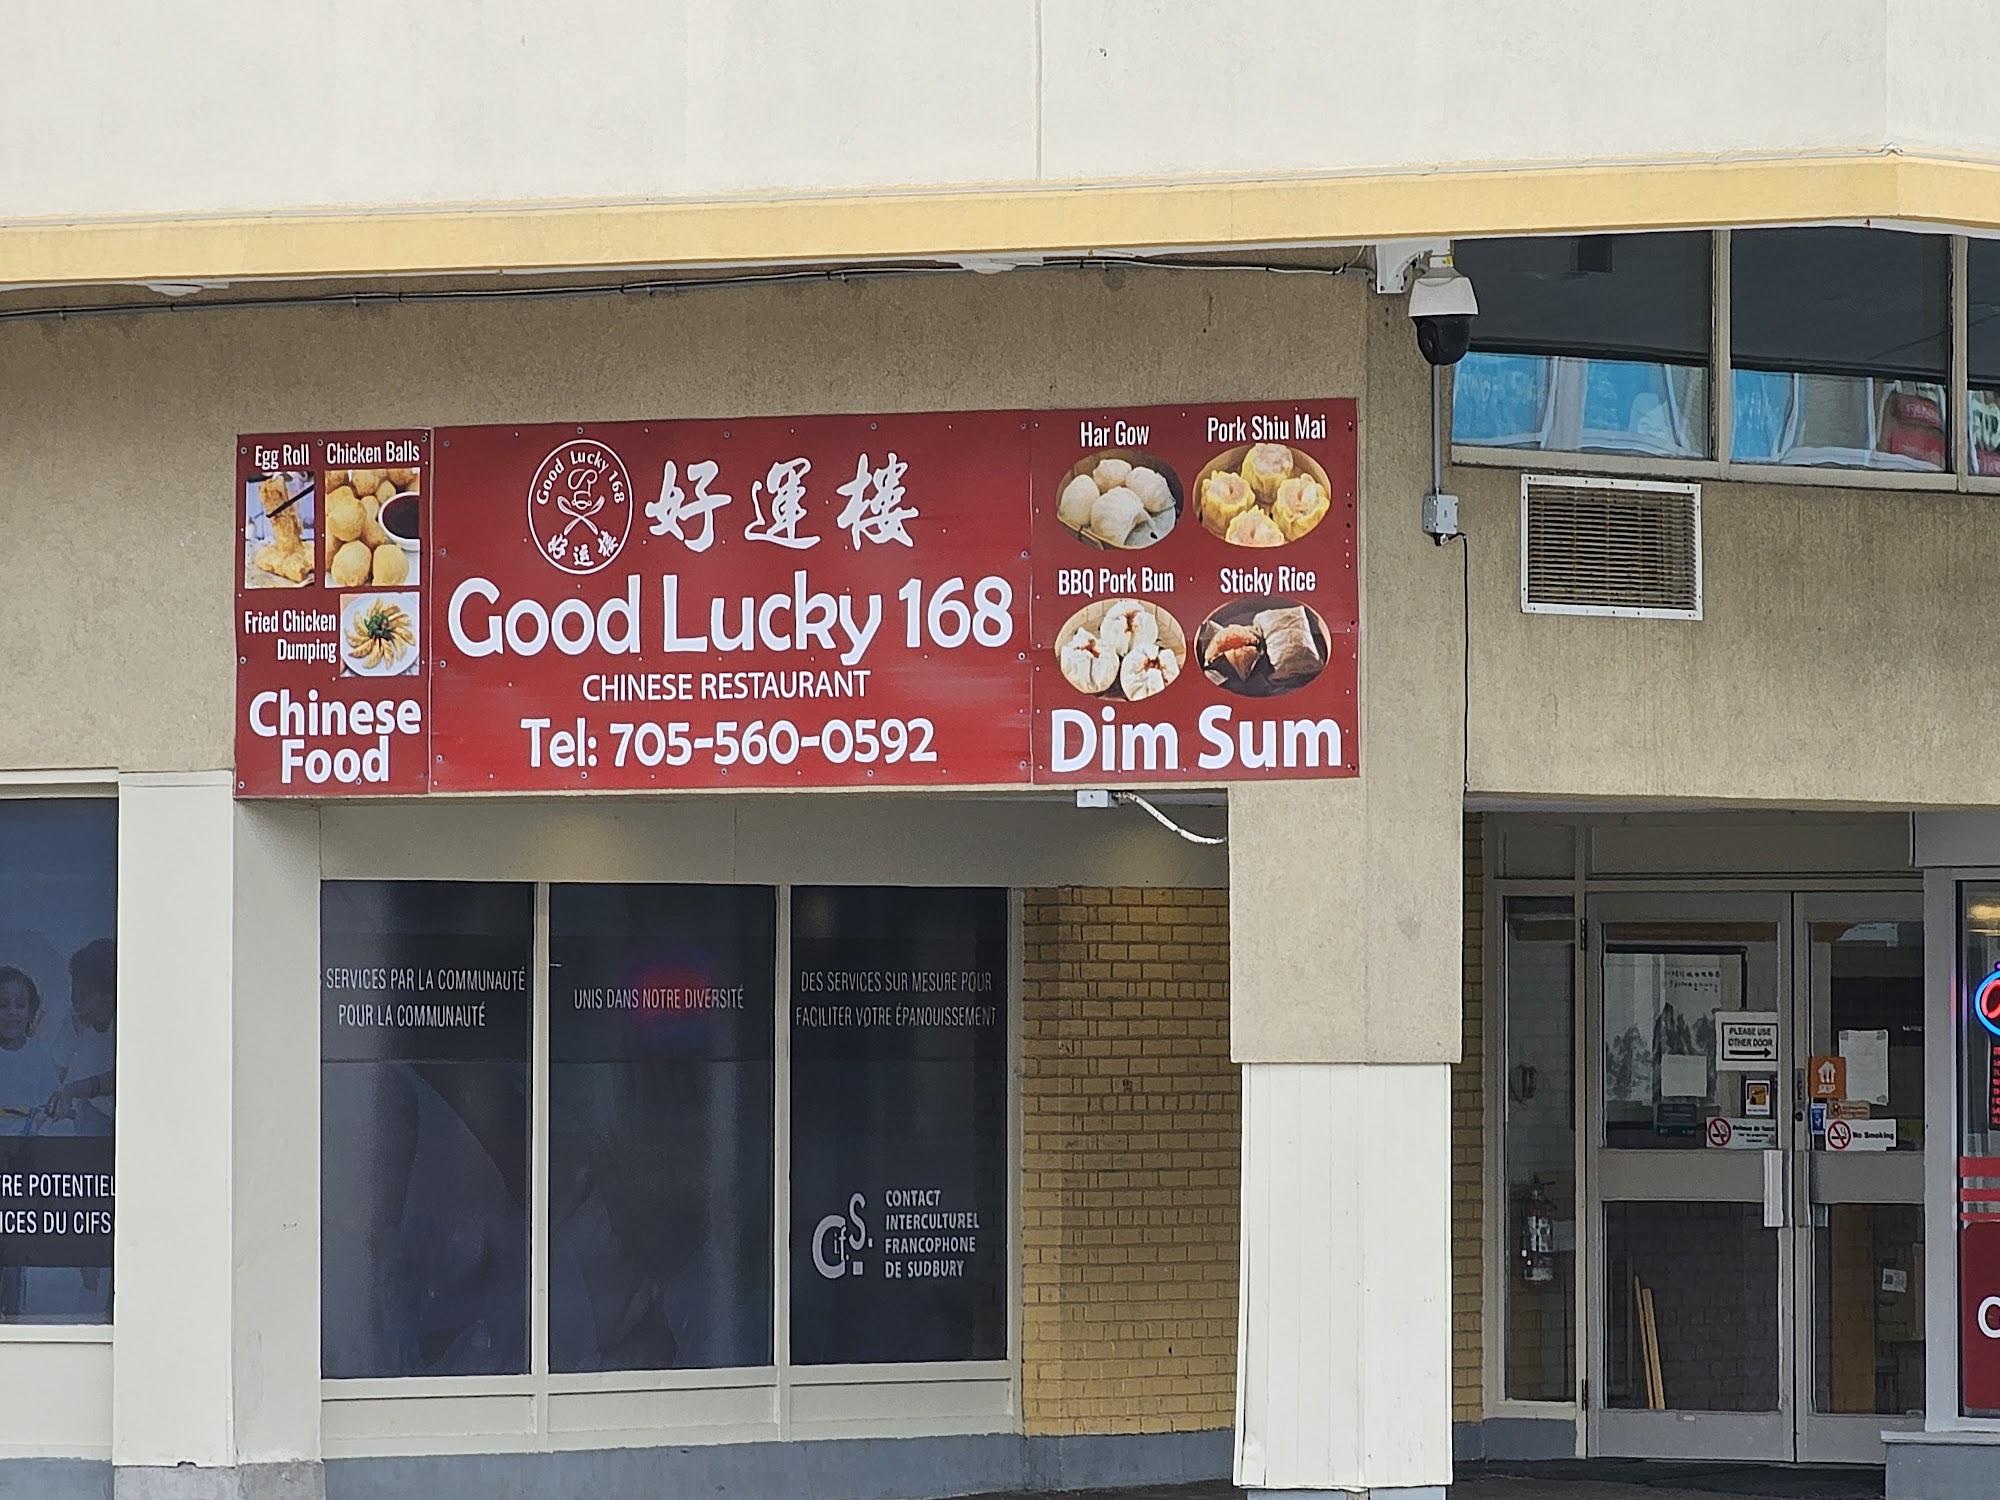 Egg Roll
Chicken Balls
Fried Chicken
Dumping
Chinese
Food
Good Lucky 168
好運樓
好運樓
Good Lucky 168
CHINESE RESTAURANT
Tel: 705-560-0592
Har Gow
Pork Shiu Mai
BBQ Pork Bun
Sticky Rice
Dim Sum
SERVICES PAR LA COMMUNAUTÉ
POUR LA COMMUNAUTÉ
UNIS DANS NOTRE DIVERSITÉ
DES SERVICES SUR MESURE POUR
FACILITER VOTRE ÉPANOUISSEMENT
C.i.f.S.
CONTACT
INTERCULTUREL
FRANCOPHONE
DE SUDBURY
POTENTIEL
DU CIFS
PLEASE USE
OTHER DOOR
No Smoking